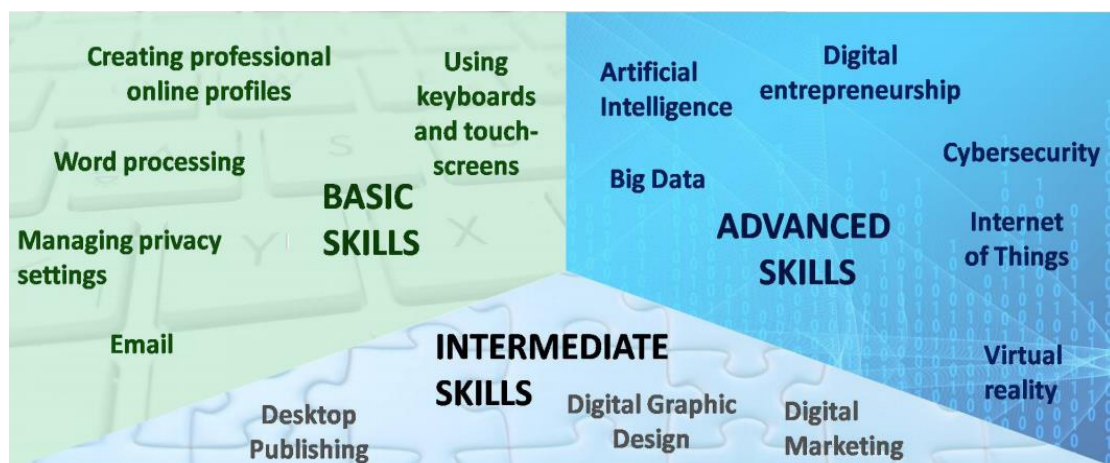 Creating professional
online profiles
Using
keyboards
and touch-
screens
Word processing
BASIC
SKILLS
Managing privacy
settings
Email
Artificial
Intelligence
Digital
entrepreneurship
Cybersecurity
Big Data
ADVANCED
SKILLS
Internet
of Things
Virtual
reality
INTERMEDIATE
SKILLS
Desktop
Publishing
Digital Graphic
Design
Digital
Marketing